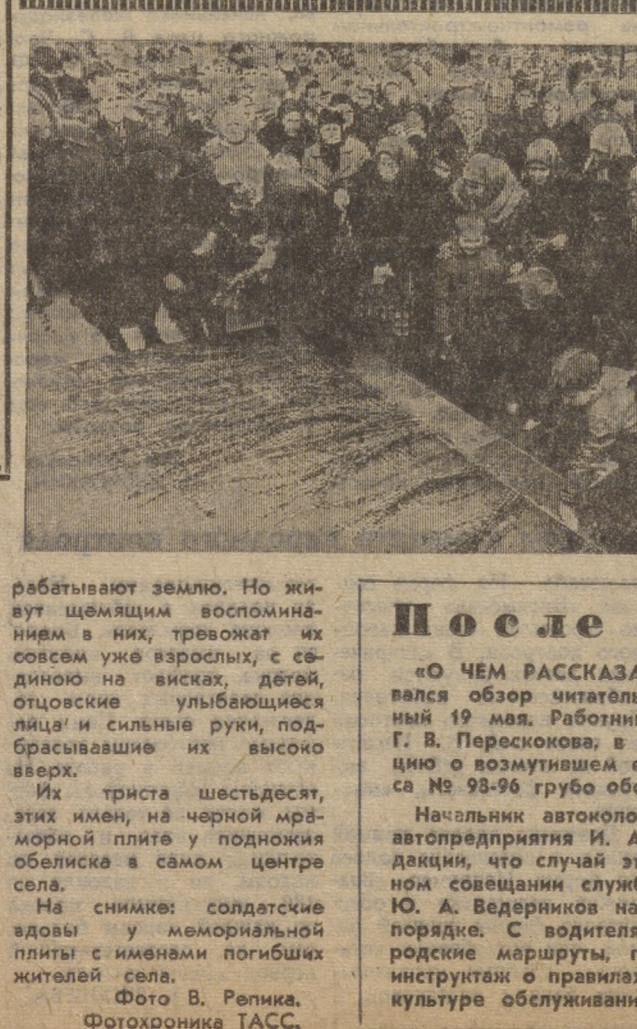 рабатывают землю. Но жи-
вут щемящим воспомина-
нием в них, тревожат их
совсем уже взрослых, с се-
диною на висках, детей,
отцовские улыбающиеся
лица и сильные руки, под-
брасывавшие их высоко
вверх.
Их триста шестьдесят,
этих имен, на черной мра-
морной плите у подножия
обелиска в самом центре
села.
На снимке: солдатские
вдовы у мемориальной
плиты с именами погибших
жителей села.
Фото В. Репика.
Фотохроника ТАСС.
После
«О ЧЕМ РАССКАЗА
вался обзор читатель
ный 19 мая. Работни
Г. В. Перескокова, в
цию о возмутившем е
са № 98-96 грубо обо
Начальник автоколо
автопредприятия И. А
дакции, что случай эт
ном совещании служб
Ю. А. Ведерников на
порядке. С водителя
родские маршруты, п
инструктаж о правилах
культуре обслуживани